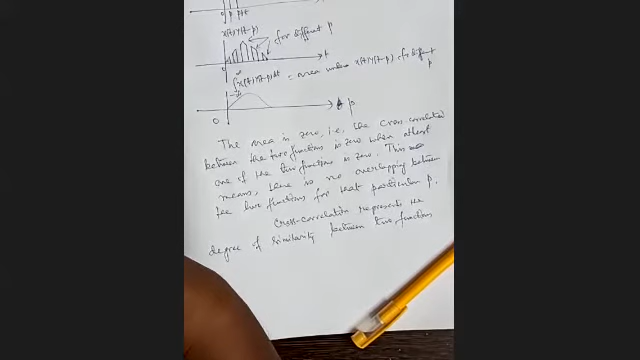 0 p p+
x(t)y(t-p)
for different p
t
∫x(t)y(t-p)dt = area under x(t)y(t-p) for different p
-∞
0
p
The area is zero, i.e. the cross correlation
between the two functions is zero when atleast
one of the two functions is zero. This
means, there is no overlapping between
the two functions for that particular p.
Cross-correlation represents the
degree of similarity between two functions